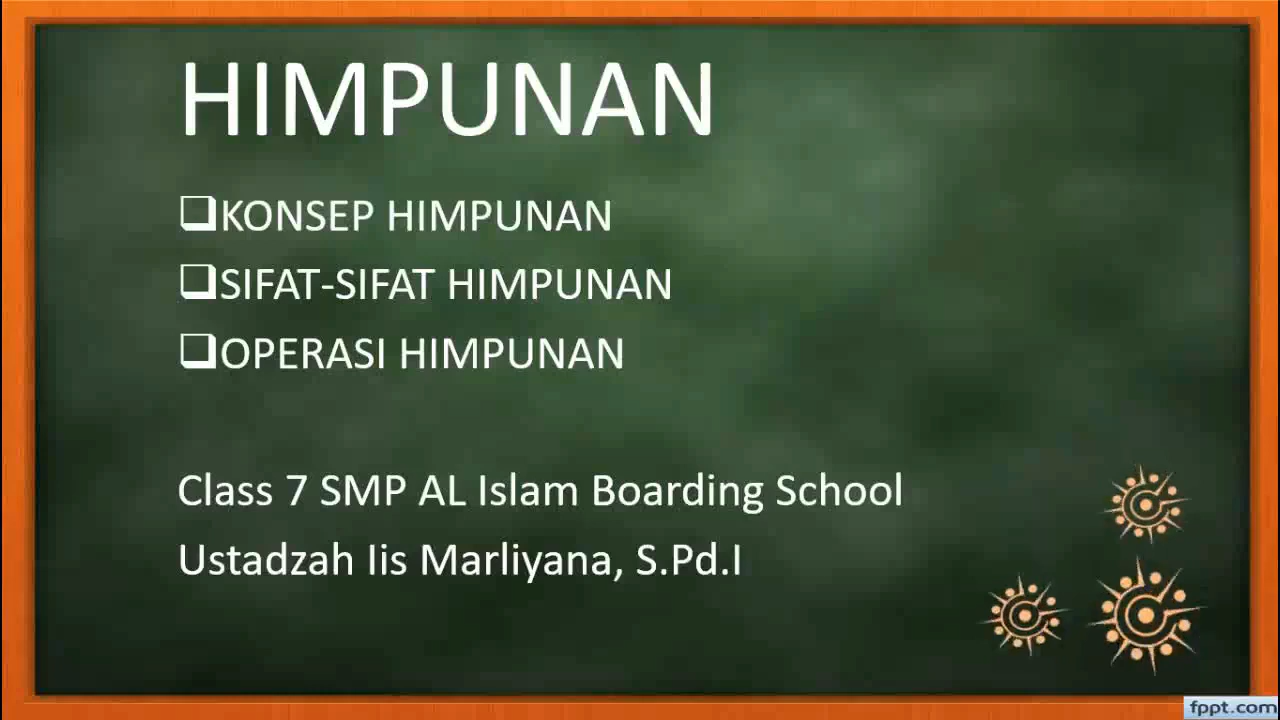 HIMPUNAN
❑KONSEP HIMPUNAN
❑SIFAT-SIFAT HIMPUNAN
❑OPERASI HIMPUNAN
Class 7 SMP AL Islam Boarding School
Ustadzah Iis Marliyana, S.Pd.I
fppt.com